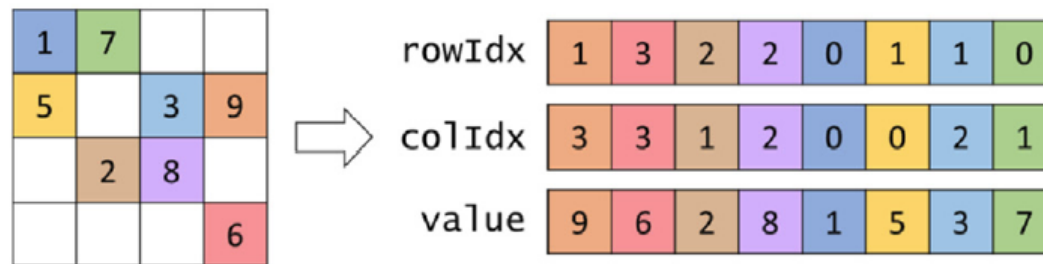 1 7
5 3 9
2 8
6
rowIdx 1 3 2 2 0 1 1 0
colIdx 3 3 1 2 0 0 2 1
value 9 6 2 8 1 5 3 7